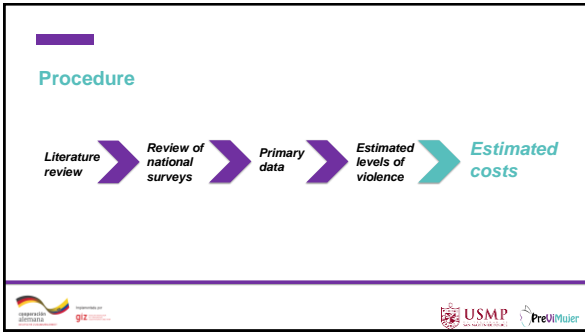 Procedure
Literature
review
Review of
national
surveys
Primary
data
Estimated
levels of
violence
Estimated
costs
cooperación
alemana
giz
USMP
PreViMujer